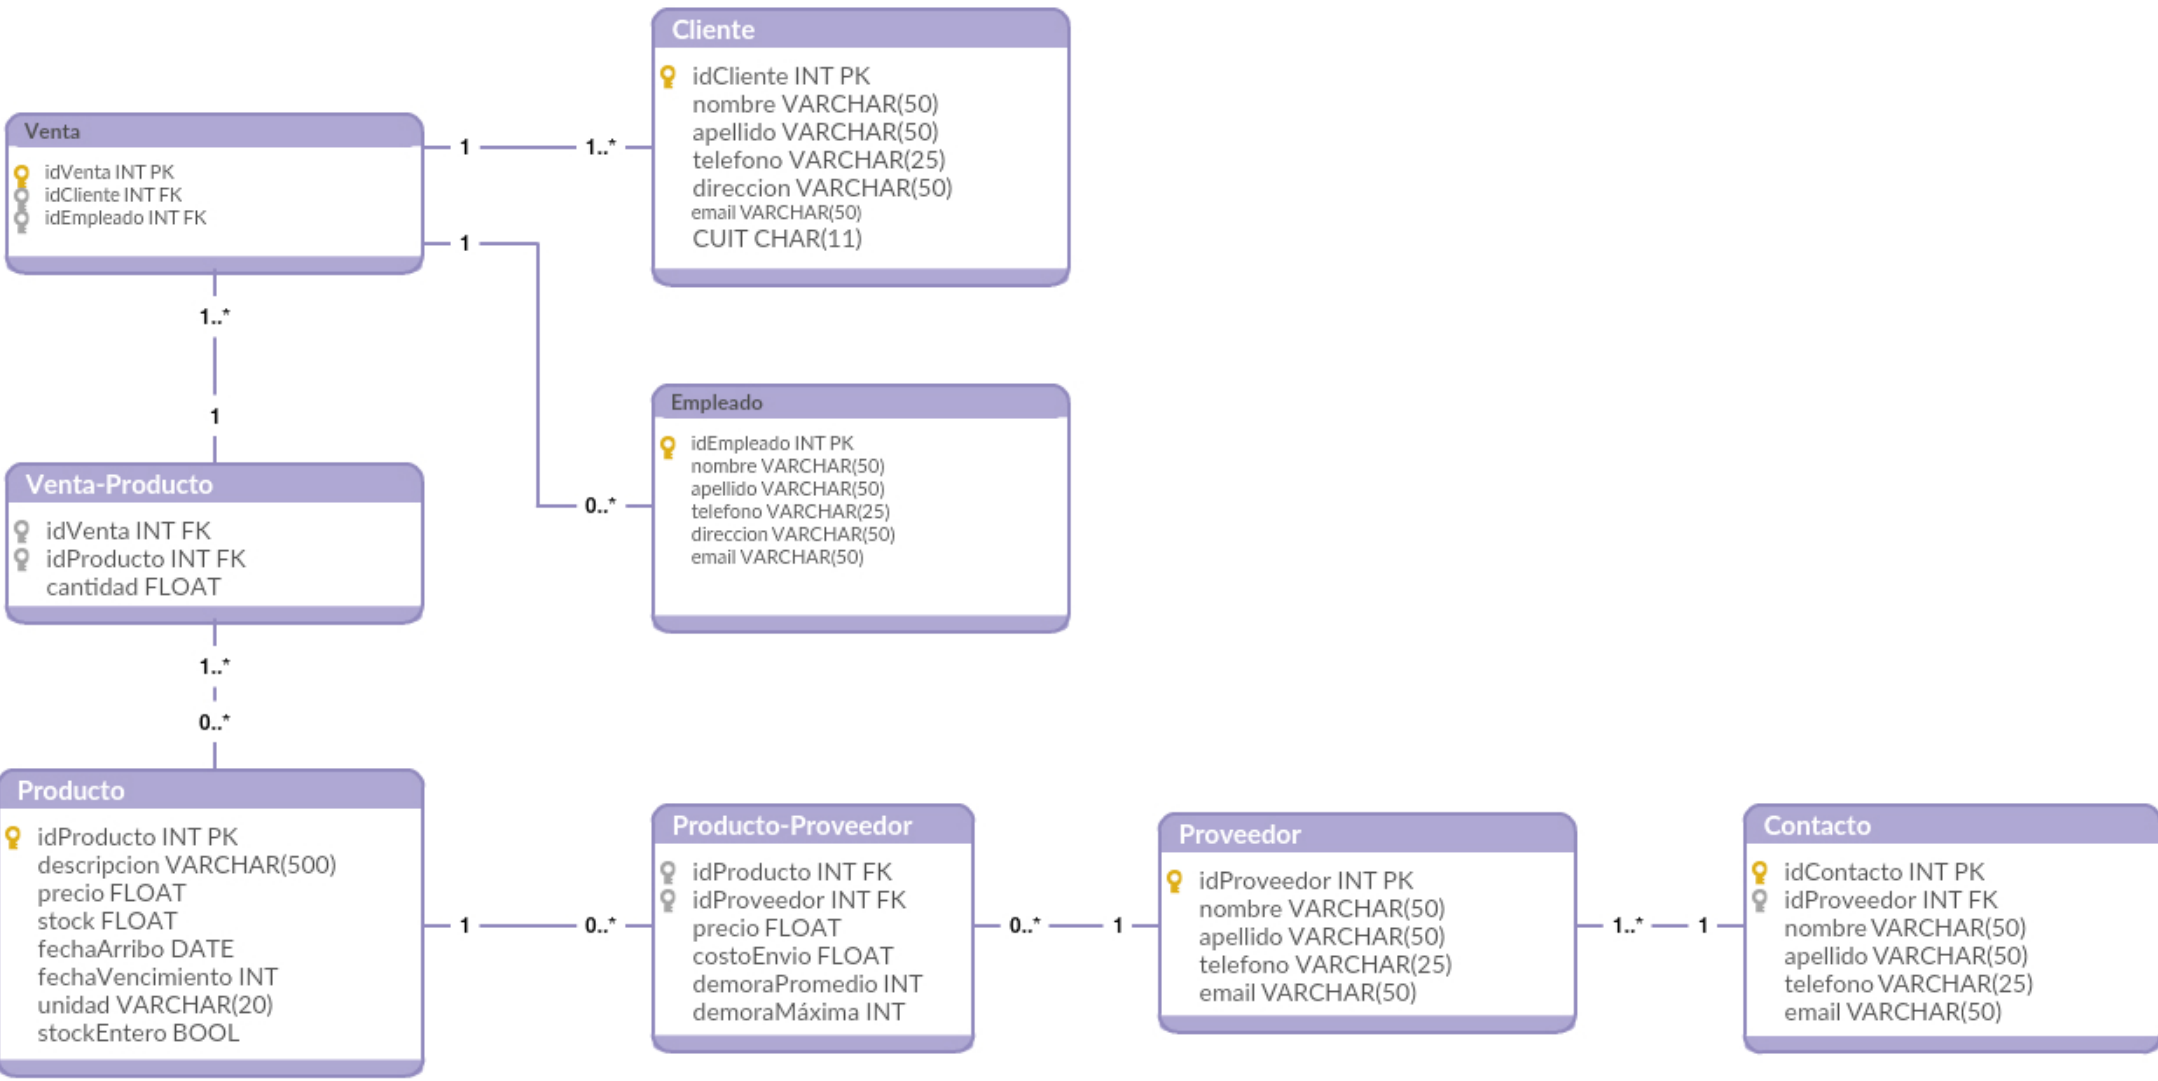 Cliente
idCliente INT PK
nombre VARCHAR(50)
apellido VARCHAR(50)
telefono VARCHAR(25)
direccion VARCHAR(50)
email VARCHAR(50)
CUIT CHAR(11)
Venta
idVenta INT PK
idCliente INT FK
idEmpleado INT FK
1
1..*
1
0..*
1..*
1
Empleado
idEmpleado INT PK
nombre VARCHAR(50)
apellido VARCHAR(50)
telefono VARCHAR(25)
direccion VARCHAR(50)
email VARCHAR(50)
Venta-Producto
idVenta INT FK
idProducto INT FK
cantidad FLOAT
1..*
0..*
Producto
idProducto INT PK
descripcion VARCHAR(500)
precio FLOAT
stock FLOAT
fechaArribo DATE
fechaVencimiento INT
unidad VARCHAR(20)
stockEntero BOOL
1
0..*
Producto-Proveedor
idProducto INT FK
idProveedor INT FK
precio FLOAT
costoEnvio FLOAT
demoraPromedio INT
demoraMáxima INT
0..*
1
Proveedor
idProveedor INT PK
nombre VARCHAR(50)
apellido VARCHAR(50)
telefono VARCHAR(25)
email VARCHAR(50)
1..*
1
Contacto
idContacto INT PK
idProveedor INT FK
nombre VARCHAR(50)
apellido VARCHAR(50)
telefono VARCHAR(25)
email VARCHAR(50)